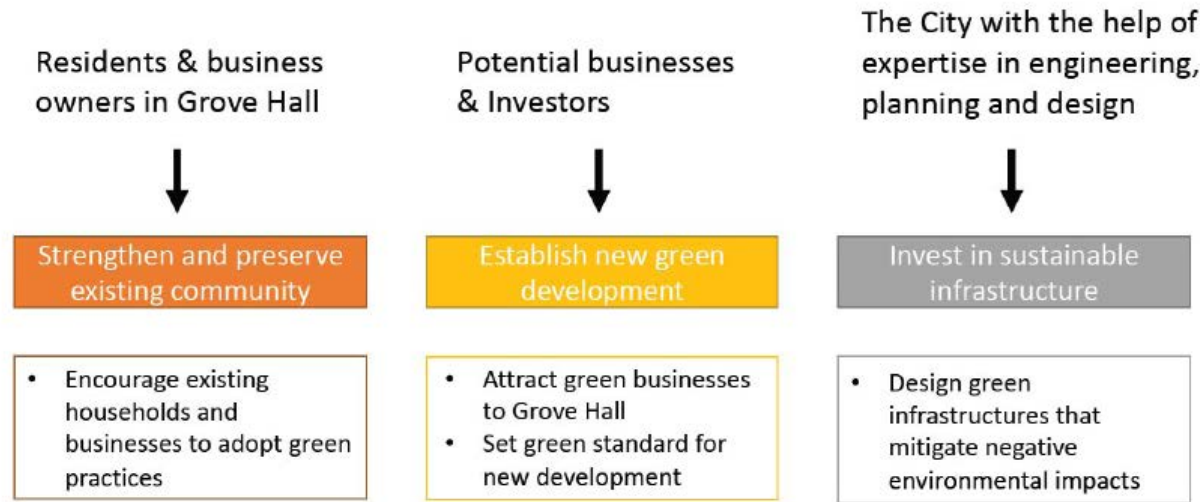 Residents & business
owners in Grove Hall
Strengthen and preserve
existing community
• Encourage existing
households and
businesses to adopt green
practices
Potential businesses
& Investors
Establish new green
development
• Attract green businesses
to Grove Hall
• Set green standard for
new development
The City with the help of
expertise in engineering,
planning and design
Invest in sustainable
infrastructure
• Design green
infrastructures that
mitigate negative
environmental impacts